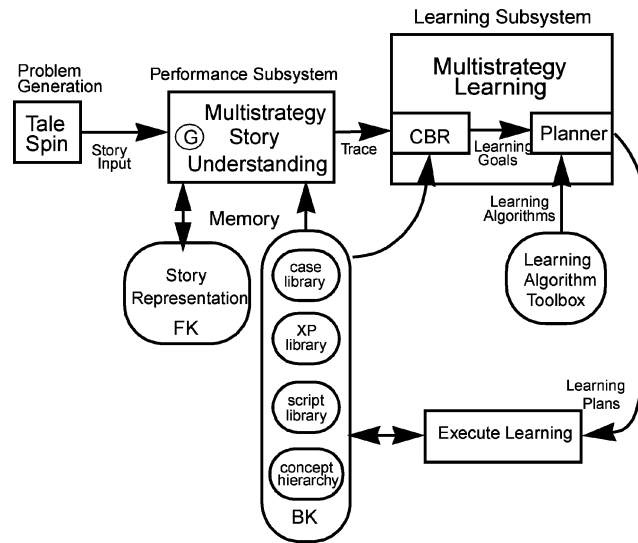 Learning Subsystem
Problem
Generation
Performance Subsystem
Multistrategy
Learning
Tale
Spin
Story
Input
G
Multistrategy
Story
Understanding
Trace
CBR
Learning
Goals
Planner
Memory
Learning
Algorithms
Story
Representation
FK
case
library
XP
library
script
library
concept
hierarchy
BK
Learning
Algorithm
Toolbox
Learning
Plans
Execute Learning